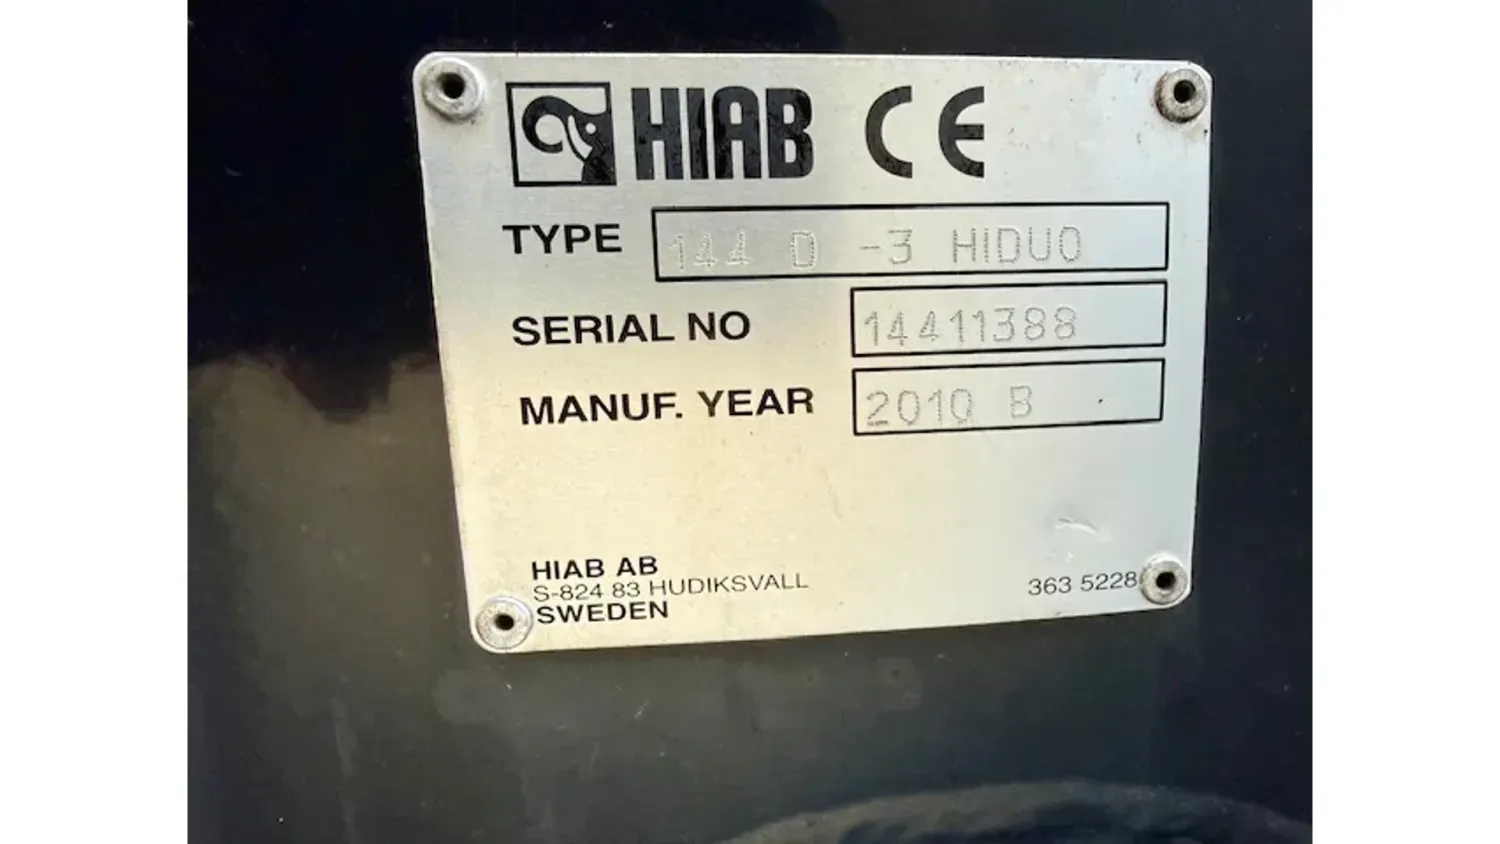 HIAB CE
TYPE 144 D -3 HIDUO
SERIAL NO 14411388
MANUF. YEAR 2010 B
HIAB AB
S-824 83 HUDIKSVALL 363 5228
SWEDEN